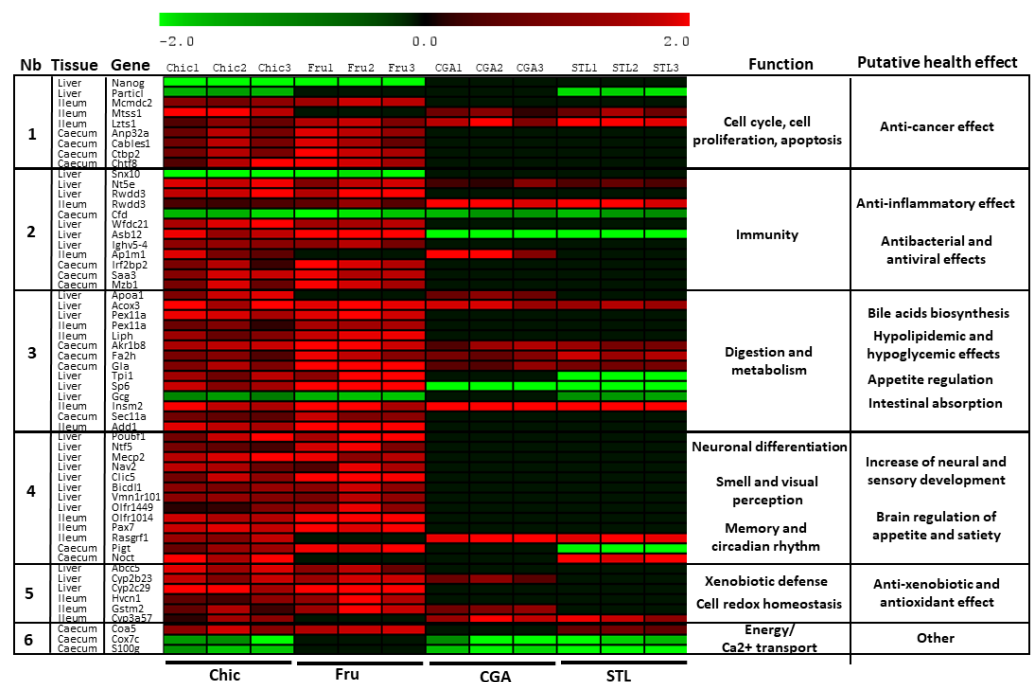 -2.0 0.0 2.0
Nb Tissue Gene Chic1 Chic2 Chic3 Fru1 Fru2 Fru3 CGA1 CGA2 CGA3 STL1 STL2 STL3 Function Putative health effect
1
Liver Nanog
Liver Particl
Ileum Mcmdc2
Ileum Mtss1
Ileum Lzts1
Caecum Anp32a
Caecum Cables1
Caecum Ctbp2
Caecum Chtf8
Cell cycle, cell
proliferation, apoptosis
Anti-cancer effect
2
Liver Snx10
Liver Nt5e
Liver Rwdd3
Ileum Rwdd3
Caecum Cfd
Liver Wfdc21
Liver Asb12
Liver Ighv5-4
Ileum Ap1m1
Caecum Irf2bp2
Caecum Saa3
Caecum Mzb1
Immunity
Anti-inflammatory effect
Antibacterial and
antiviral effects
3
Liver Apoa1
Liver Acox3
Liver Pex11a
Ileum Pex11a
Ileum Liph
Caecum Akr1b8
Caecum Fa2h
Caecum Gla
Liver Tpi1
Liver Sp6
Liver Gcg
Ileum Insm2
Caecum Sec11a
Ileum Add1
Digestion and
metabolism
Bile acids biosynthesis
Hypolipidemic and
hypoglycemic effects
Appetite regulation
Intestinal absorption
4
Liver Pou6f1
Liver Ntf5
Liver Mecp2
Liver Nav2
Liver Clic5
Liver Bicdl1
Liver Vmn1r101
Liver Olfr1449
Ileum Olfr1014
Ileum Pax7
Ileum Rasgrf1
Caecum Pigt
Caecum Noct
Neuronal differentiation
Smell and visual
perception
Memory and
circadian rhythm
Increase of neural and
sensory development
Brain regulation of
appetite and satiety
5
Liver Abcc5
Liver Cyp2b23
Liver Cyp2c29
Ileum Hvcn1
Ileum Gstm2
Ileum Cyp3a57
Xenobiotic defense
Cell redox homeostasis
Anti-xenobiotic and
antioxidant effect
6
Caecum Coa5
Caecum Cox7c
Caecum S100g
Energy/
Ca2+ transport
Other
Chic Fru CGA STL